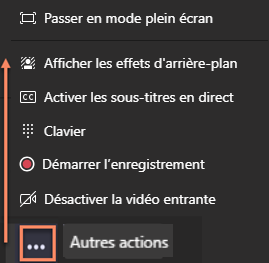 Passer en mode plein écran
Afficher les effets d'arrière-plan
CC Activer les sous-titres en direct
Clavier
Démarrer l'enregistrement
Désactiver la vidéo entrante
Autres actions